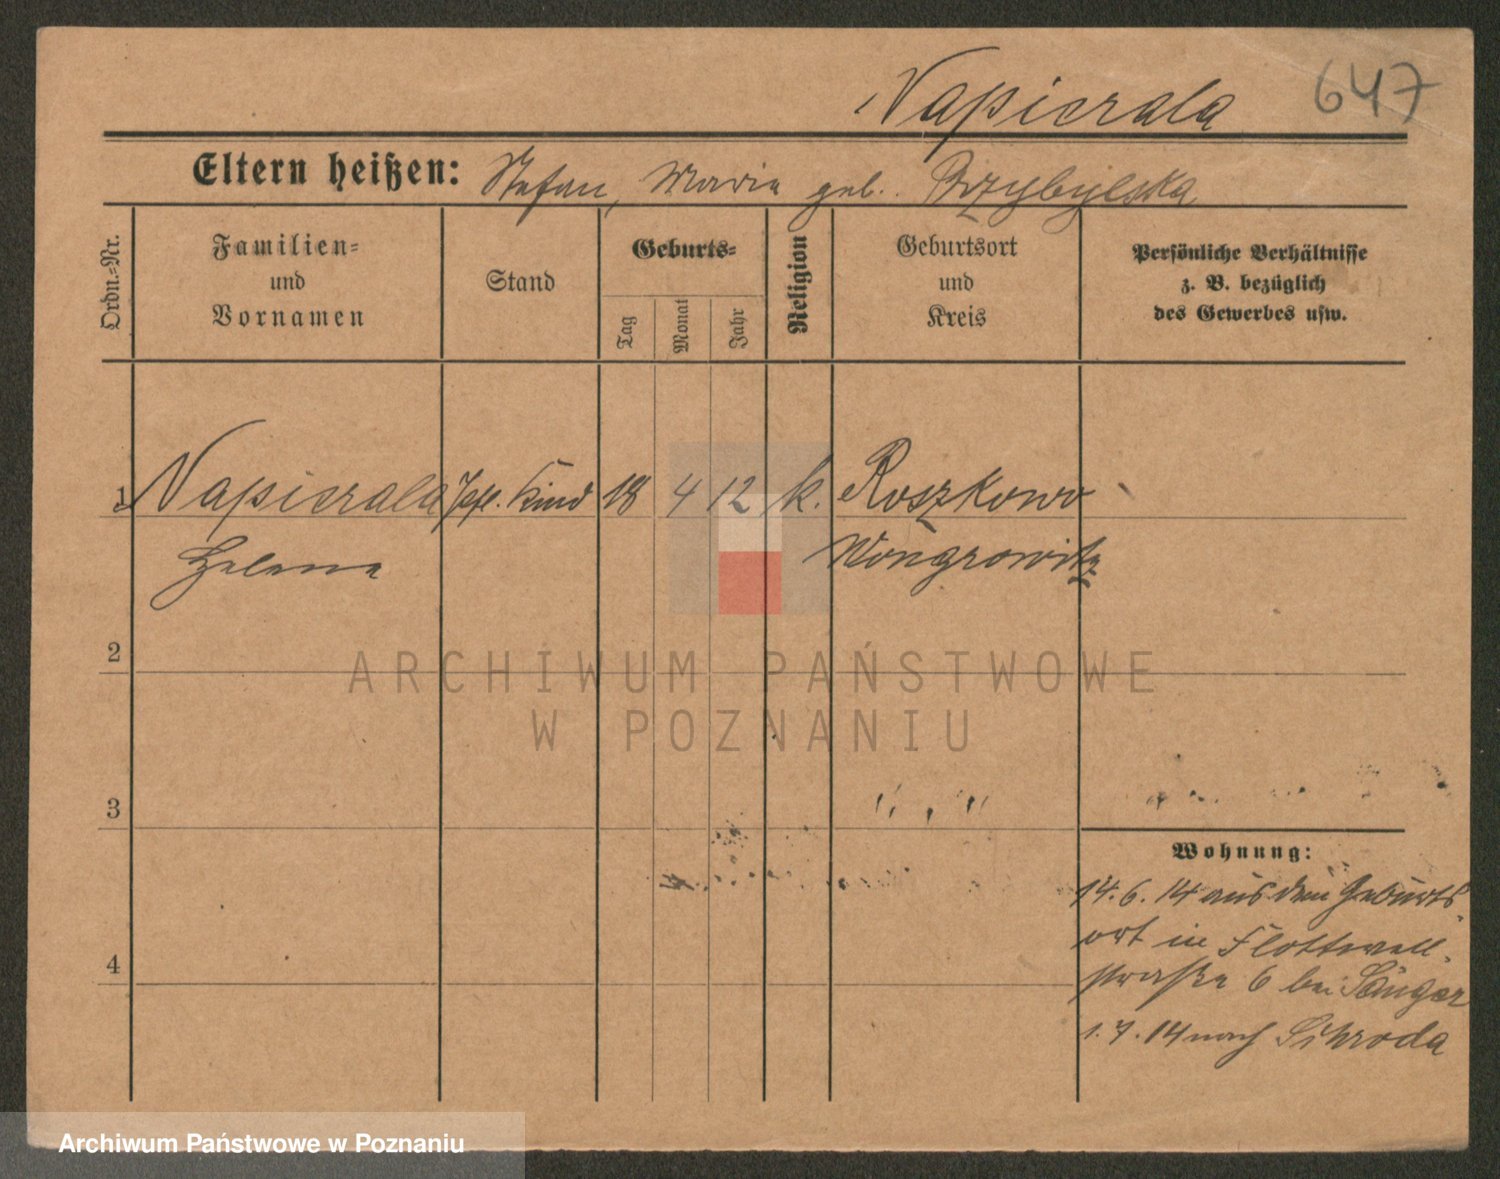 Napierala 647
Eltern heißen: Stefan, Maria geb. Przybylska
Ordn.=Nr.
Familien=
und
Vornamen
Stand
Geburts=
Tag
Monat
Jahr
Religion
Geburtsort
und
Kreis
Persönliche Verhältnisse
z. B. bezüglich
des Gewerbes usw.
1 Napierala Pfl. Kind 18 4 12 k. Roszkowo
Helene Wongrowitz
2
ARCHIWUM PAŃSTWOWE
W POZNANIU
3
Wohnung:
14.6.14 aus dem Geburts
ort in Flottwell-
straße 6 bei Sänger
1.7.14 nach Schroda
4
Archiwum Państwowe w Poznaniu